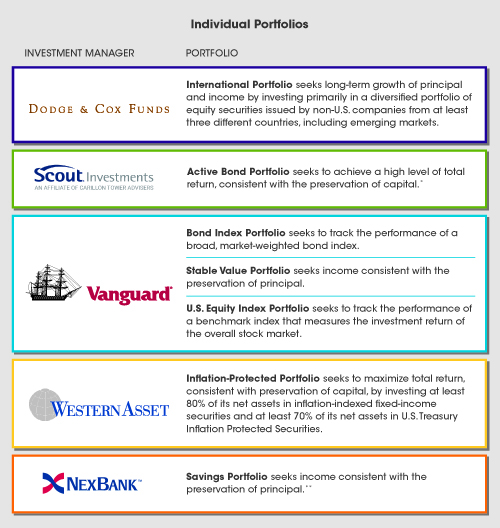 Individual Portfolios
INVESTMENT MANAGER PORTFOLIO
DODGE & COX FUNDS
International Portfolio seeks long-term growth of principal
and income by investing primarily in a diversified portfolio of
equity securities issued by non-U.S. companies from at least
three different countries, including emerging markets.
Scout Investments
AN AFFILIATE OF CARILLON TOWER ADVISERS
Active Bond Portfolio seeks to achieve a high level of total
return, consistent with the preservation of capital.*
Vanguard®
Bond Index Portfolio seeks to track the performance of a
broad, market-weighted bond index.
Stable Value Portfolio seeks income consistent with the
preservation of principal.
U.S. Equity Index Portfolio seeks to track the performance of
a benchmark index that measures the investment return of
the overall stock market.
WESTERN ASSET
Inflation-Protected Portfolio seeks to maximize total return,
consistent with preservation of capital, by investing at least
80% of its net assets in inflation-indexed fixed-income
securities and at least 70% of its net assets in U.S. Treasury
Inflation Protected Securities.
NEXBANK™
Savings Portfolio seeks income consistent with the
preservation of principal.**